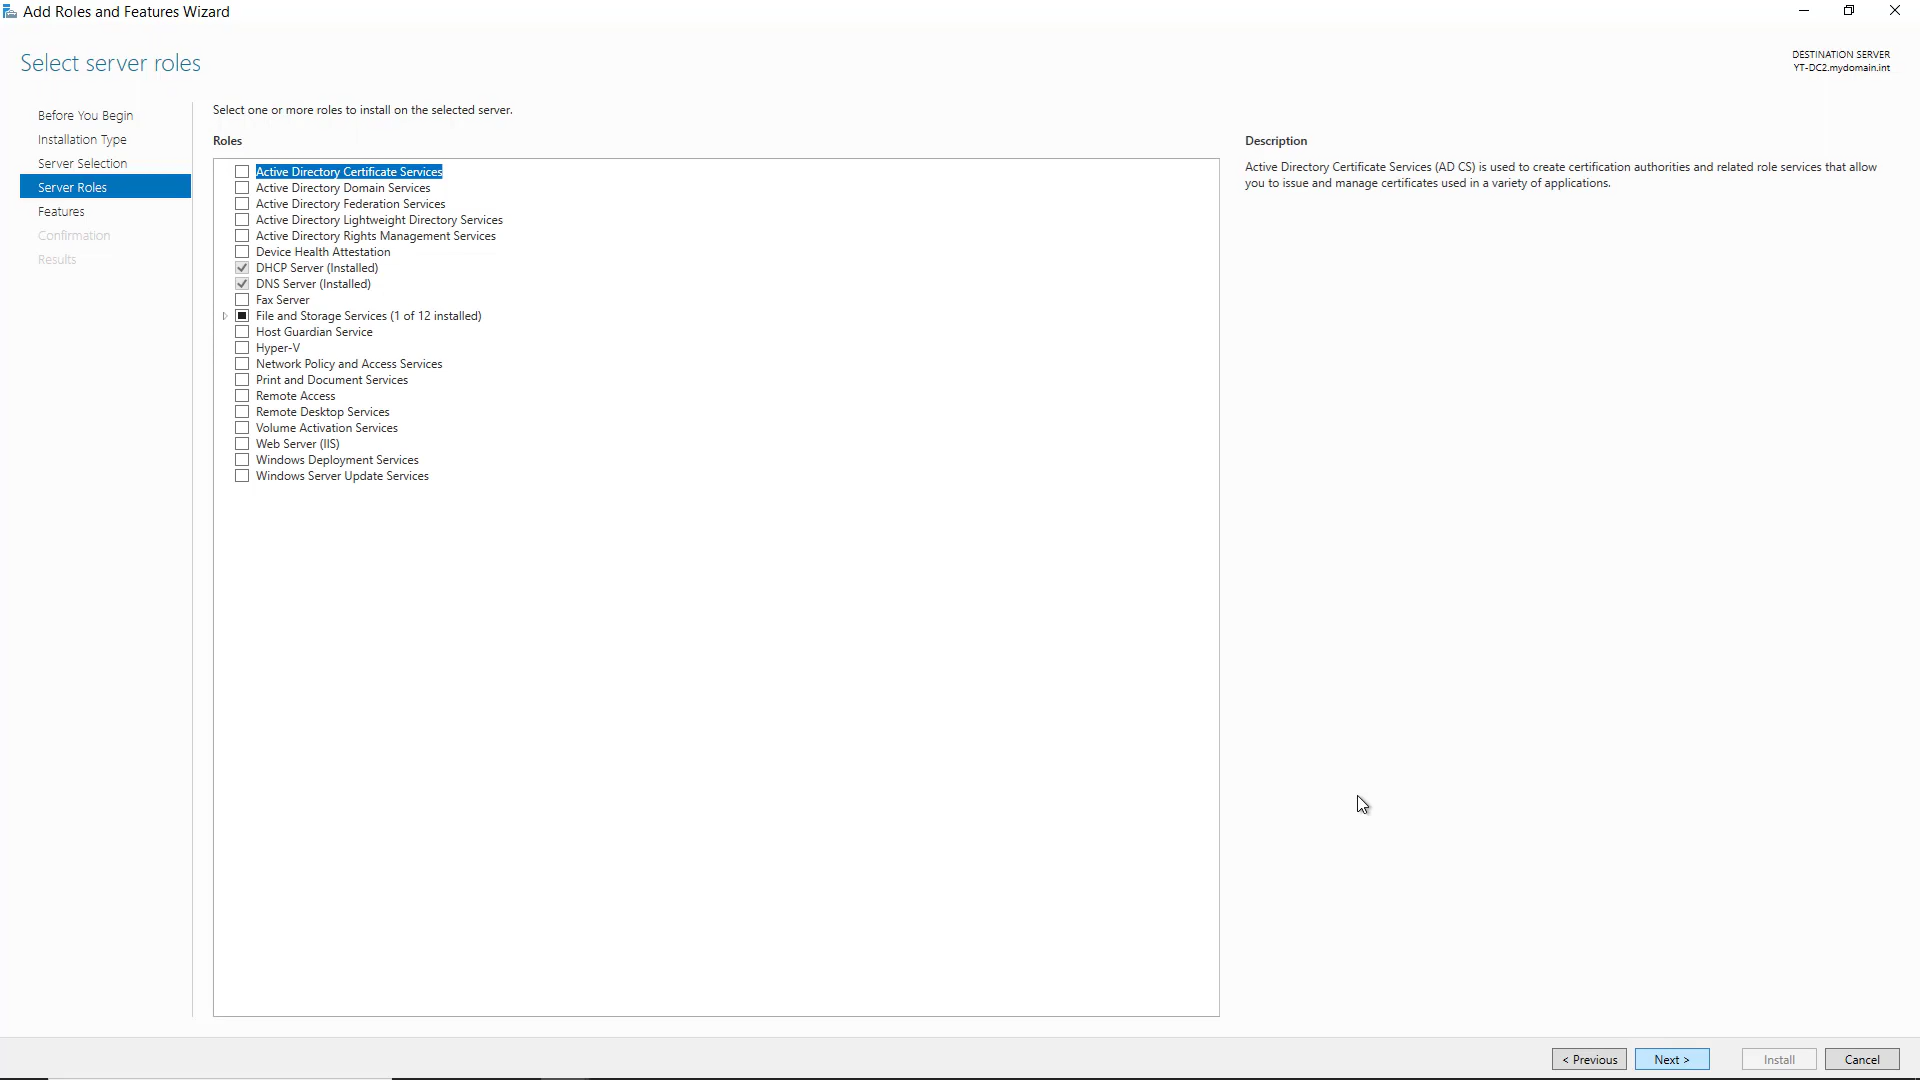 Add Roles and Features Wizard
Select server roles
DESTINATION SERVER
YT-DC2.mydomain.int
Before You Begin
Installation Type
Server Selection
Server Roles
Features
Confirmation
Results
Select one or more roles to install on the selected server.
Roles
Active Directory Certificate Services
Active Directory Domain Services
Active Directory Federation Services
Active Directory Lightweight Directory Services
Active Directory Rights Management Services
Device Health Attestation
DHCP Server (Installed)
DNS Server (Installed)
Fax Server
File and Storage Services (1 of 12 installed)
Host Guardian Service
Hyper-V
Network Policy and Access Services
Print and Document Services
Remote Access
Remote Desktop Services
Volume Activation Services
Web Server (IIS)
Windows Deployment Services
Windows Server Update Services
Description
Active Directory Certificate Services (AD CS) is used to create certification authorities and related role services that allow
you to issue and manage certificates used in a variety of applications.
< Previous
Next >
Install
Cancel